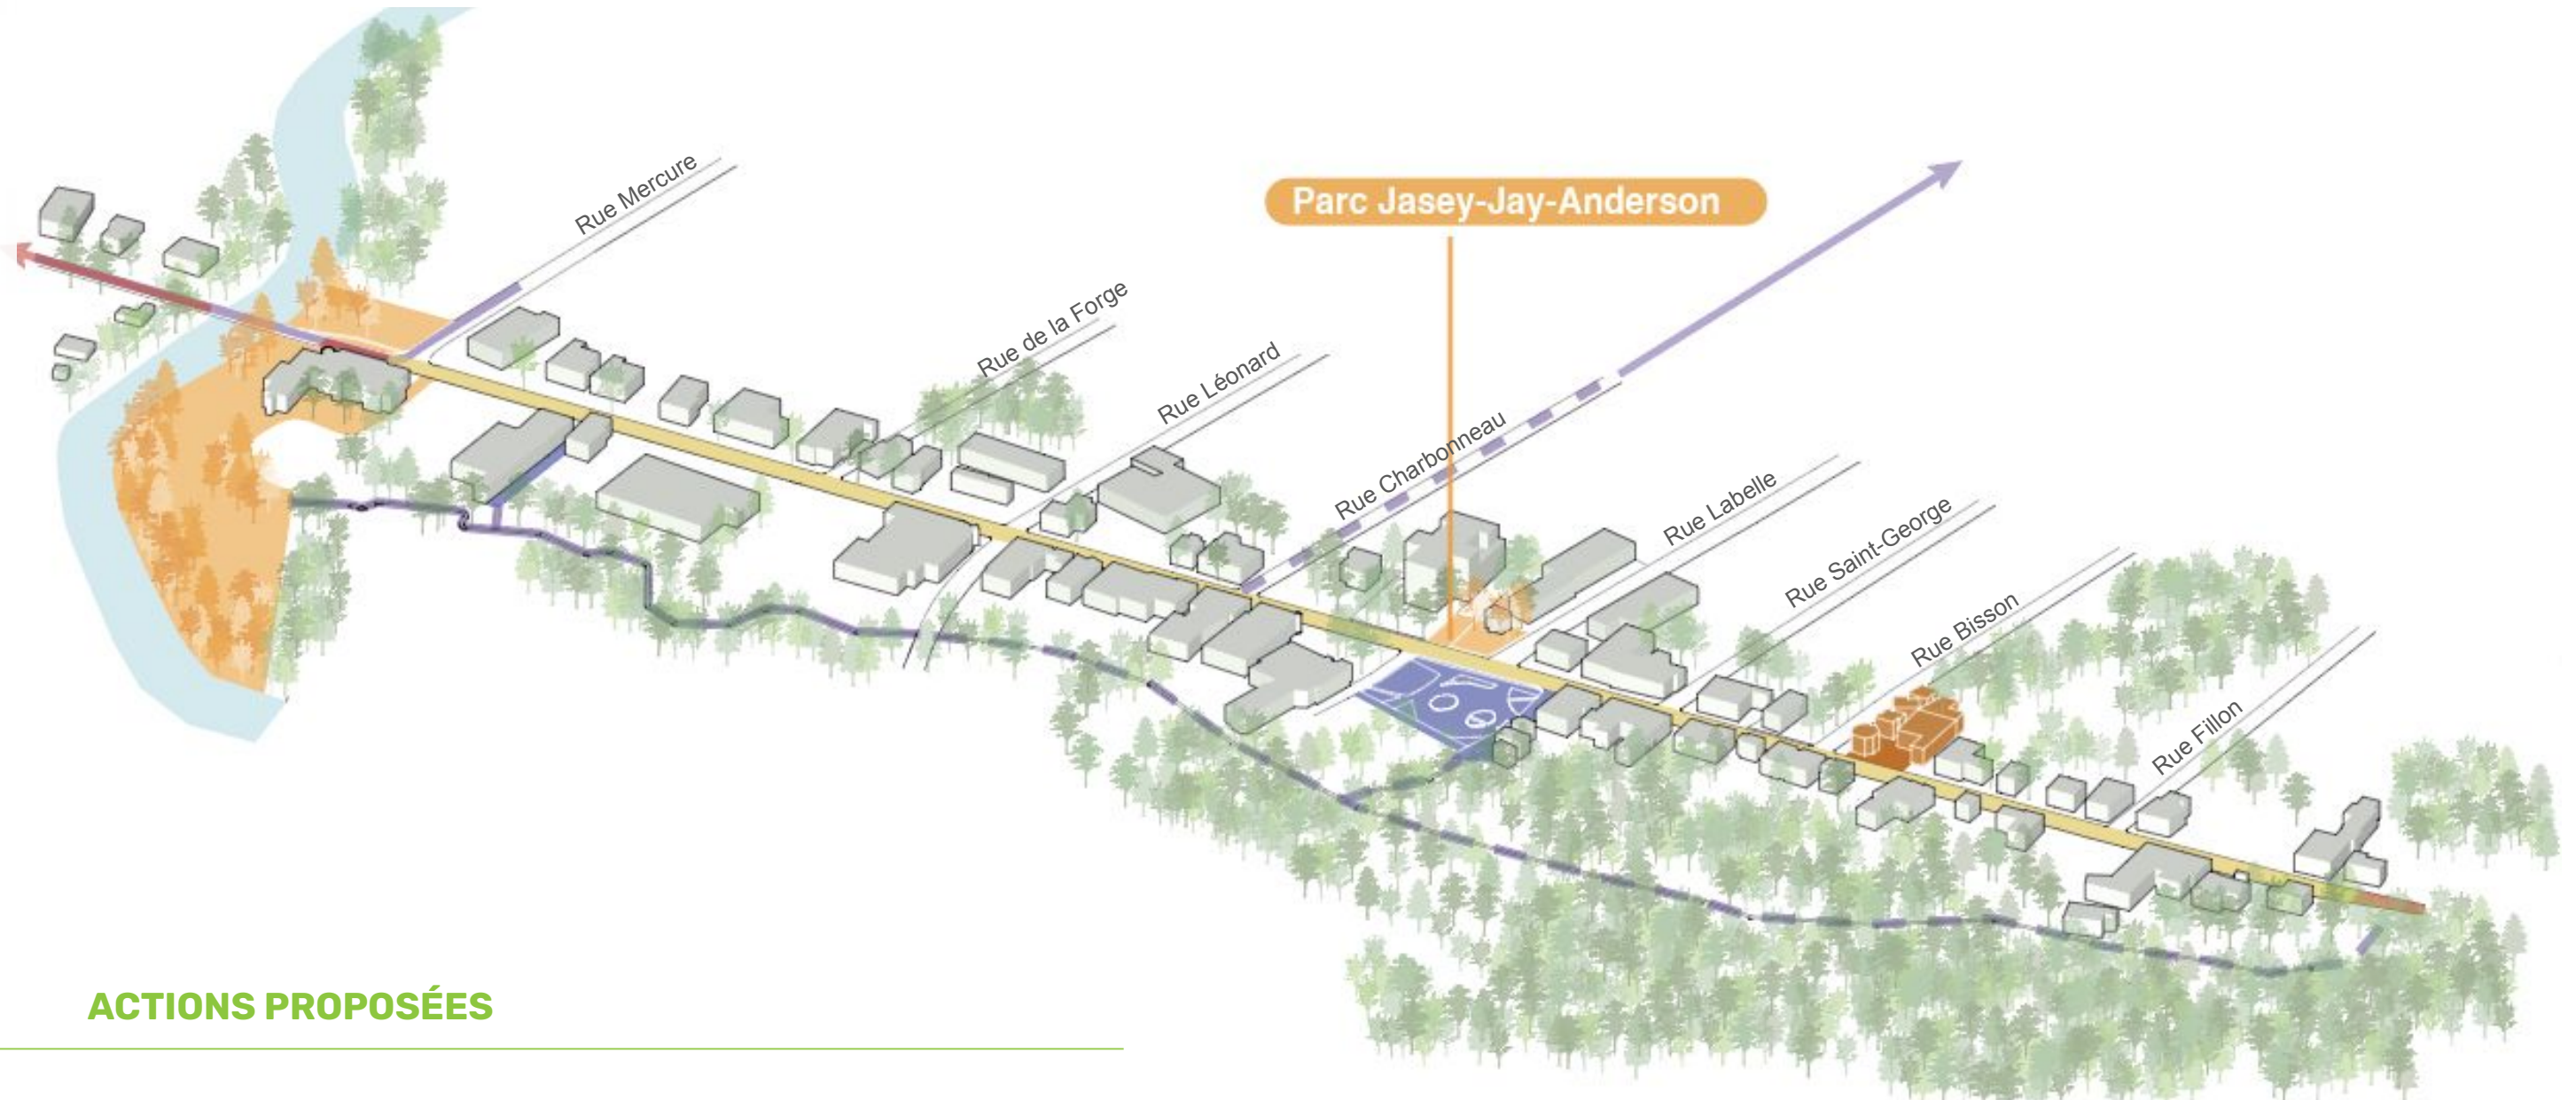 Rue Mercure
Parc Jasey-Jay-Anderson
Rue de la Forge
Rue Léonard
Rue Charbonneau
Rue Labelle
Rue Saint-George
Rue Bisson
Rue Fillon
ACTIONS PROPOSÉES